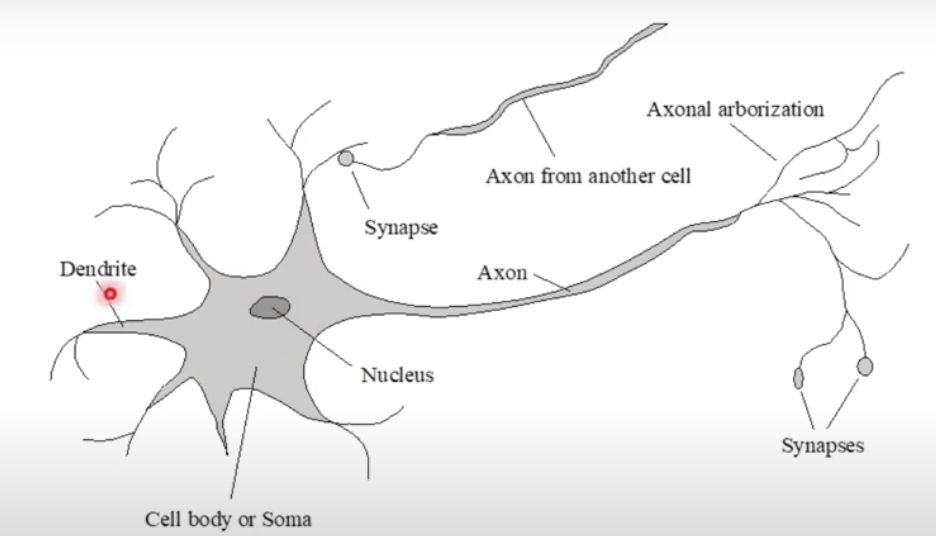 Axonal arborization
Axon from another cell
Synapse
Dendrite
Axon
Nucleus
Synapses
Cell body or Soma